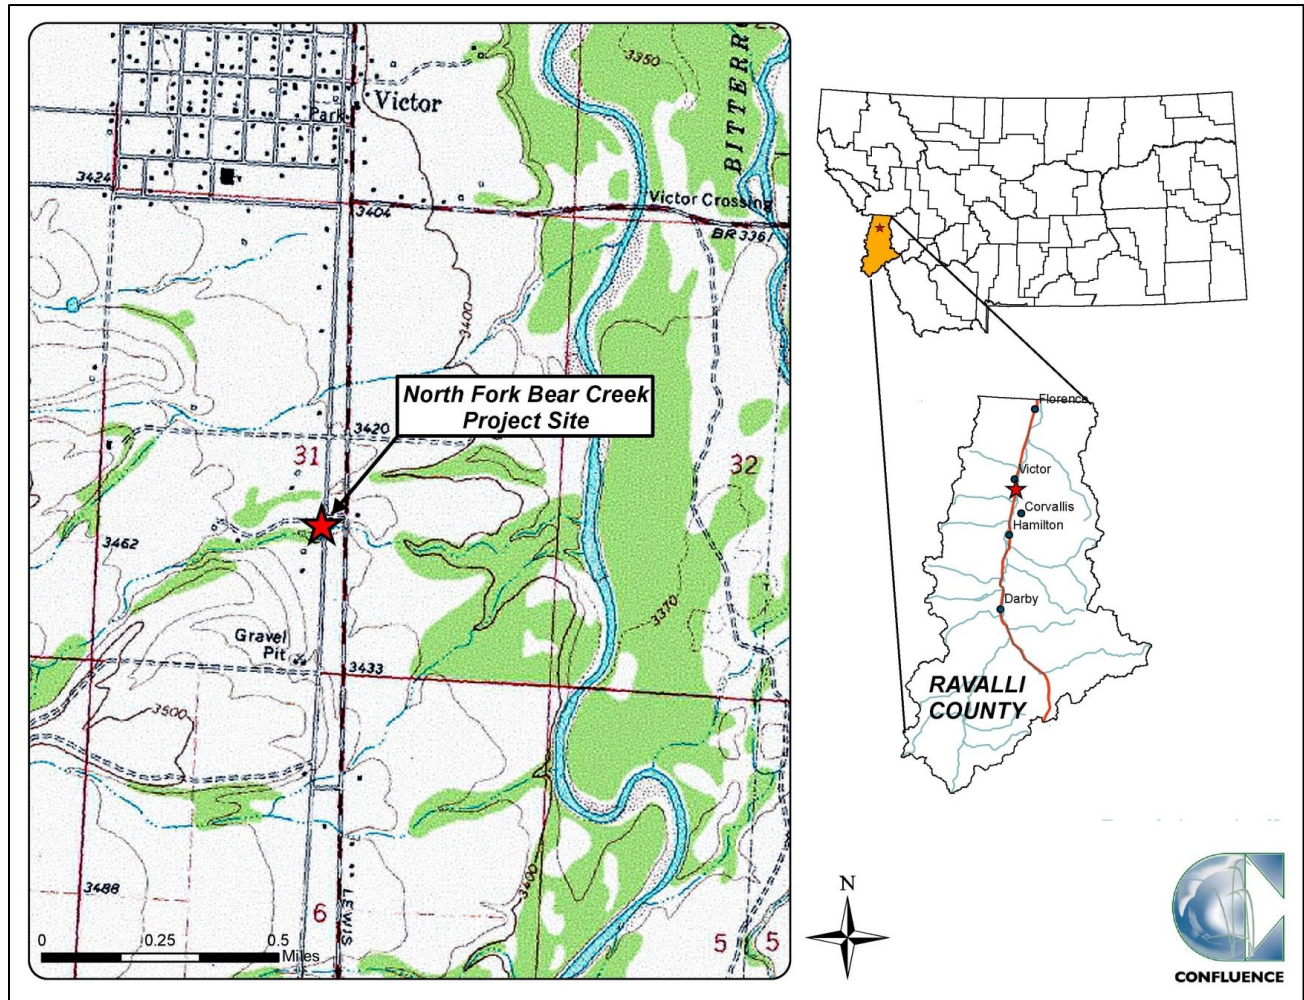 3350
BITTERR
Victor
Park
3424
3404
Victor Crossing
BR 3361
3400
North Fork Bear Creek
Project Site
3420
31
32
3462
3370
Gravel
Pit
3433
3500
3488
3400
LEWIS
6
5
5
0
0.25
0.5
Miles
Florence
Victor
Corvallis
Hamilton
Darby
RAVALLI
COUNTY
N
CONFLUENCE